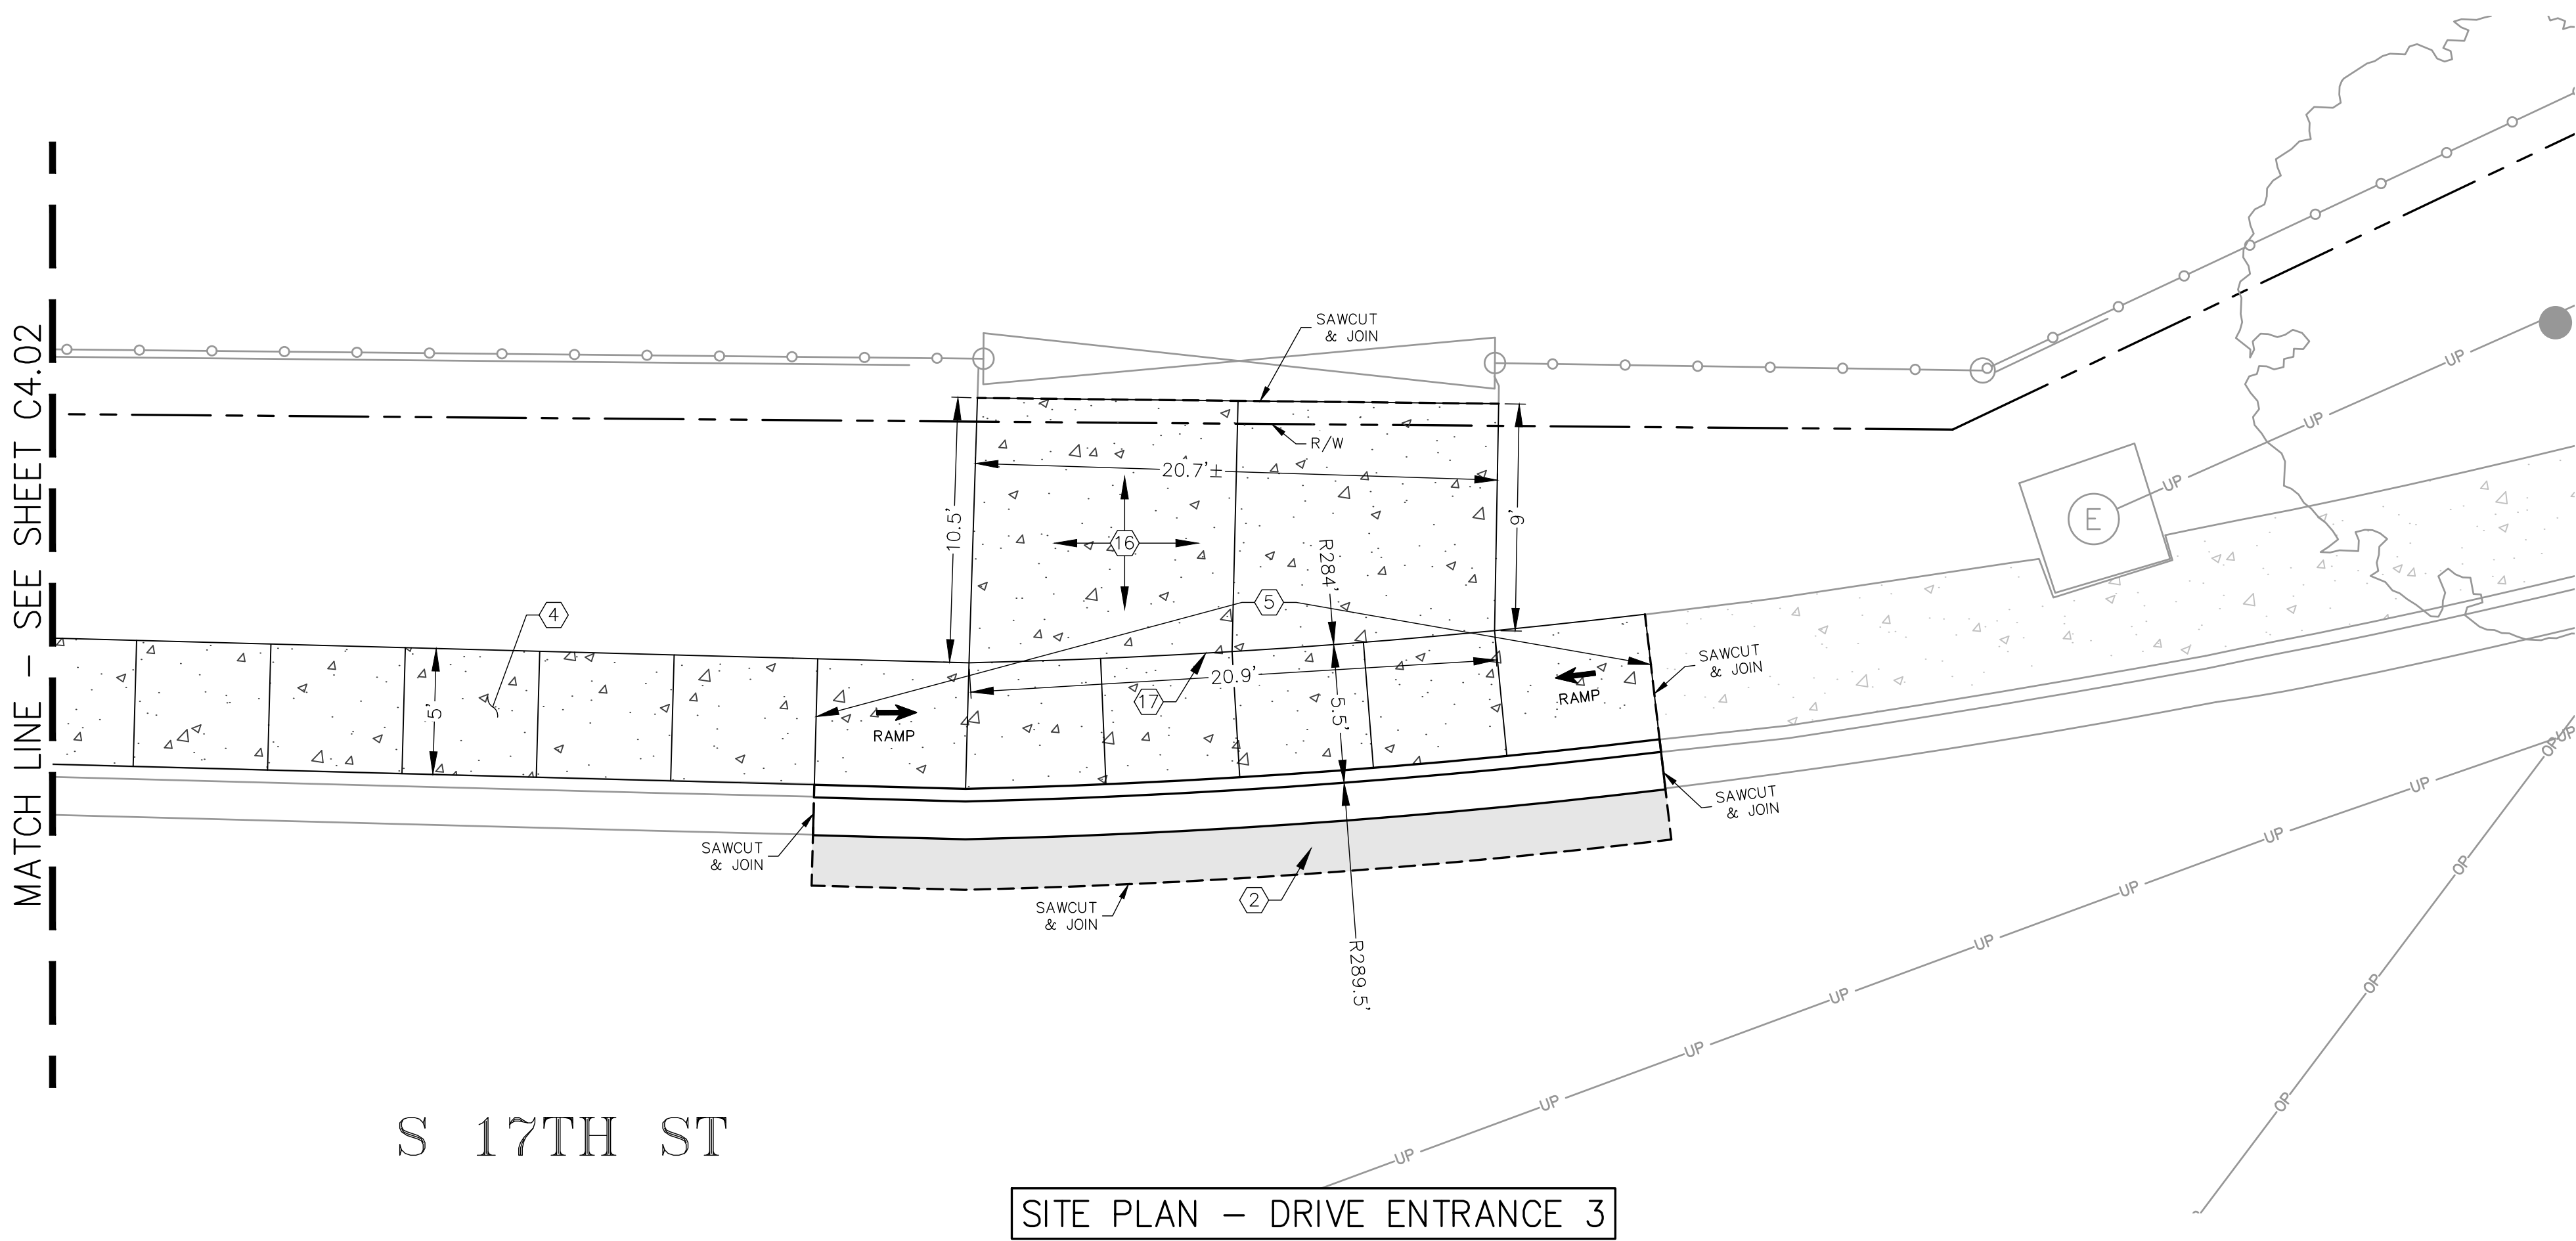 SAWCUT
& JOIN
MATCH LINE – SEE SHEET C4.02
R/W
20.7'±
10.5'
9'
16
R284'
UP
UP
UP
E
4
5
5'
SAWCUT
& JOIN
20.9'
17
5.5'
RAMP
RAMP
SAWCUT
& JOIN
SAWCUT
& JOIN
2
SAWCUT
& JOIN
R289.5'
OP
UP
UP
UP
UP
UP
UP
UP
UP
UP
OP
OP
OP
S 17TH ST
SITE PLAN – DRIVE ENTRANCE 3